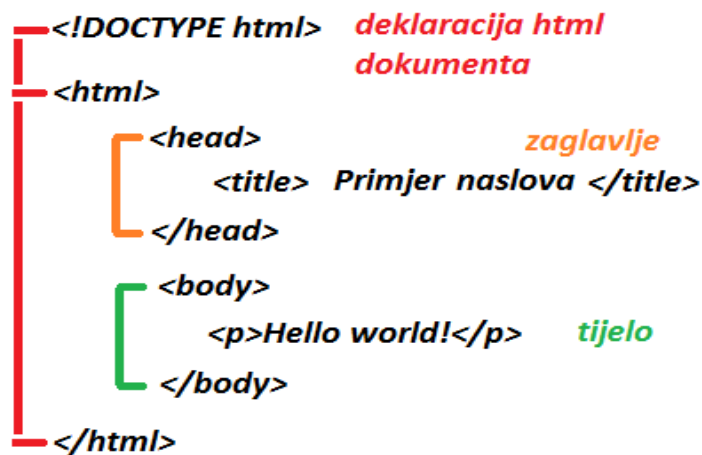 <!DOCTYPE html> deklaracija html
dokumenta
<html>
<head> zaglavlje
<title> Primjer naslova </title>
</head>
<body>
<p>Hello world!</p> tijelo
</body>
</html>